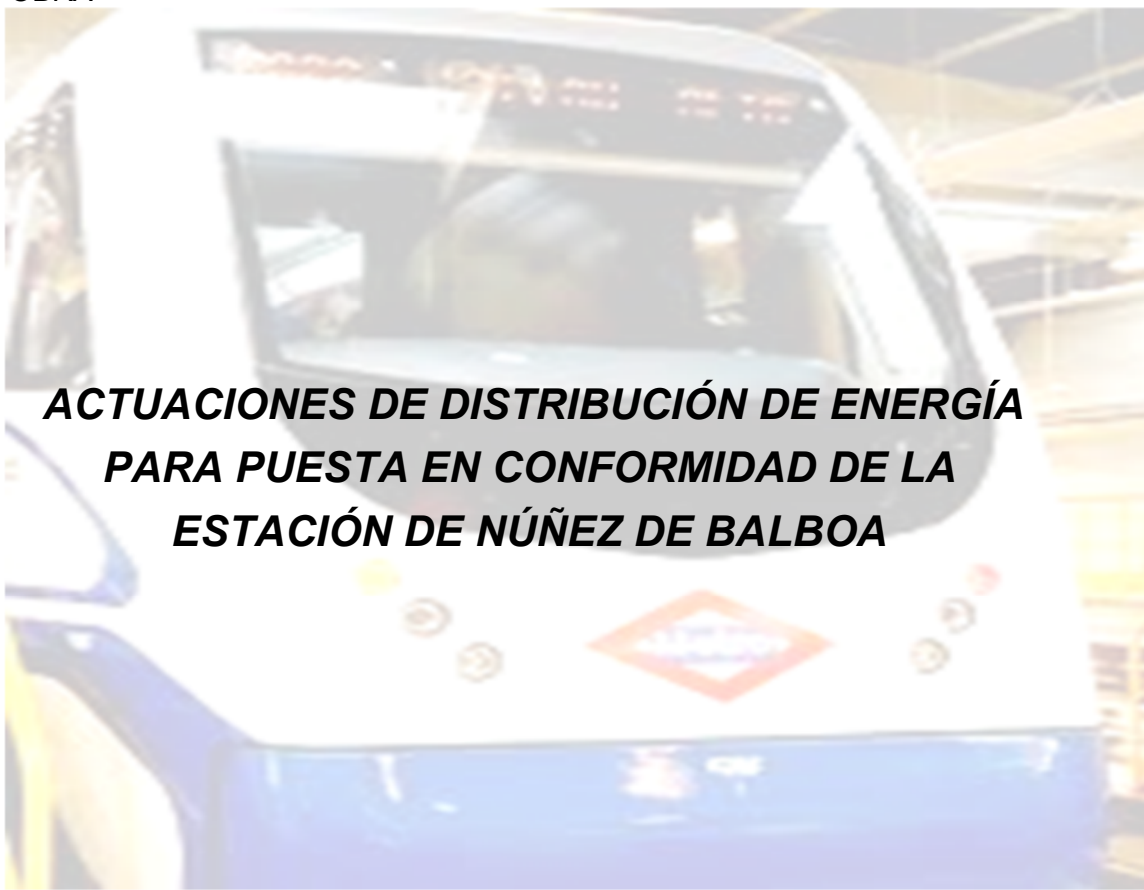 ACTUACIONES DE DISTRIBUCIÓN DE ENERGÍA
PARA PUESTA EN CONFORMIDAD DE LA
ESTACIÓN DE NÚÑEZ DE BALBOA